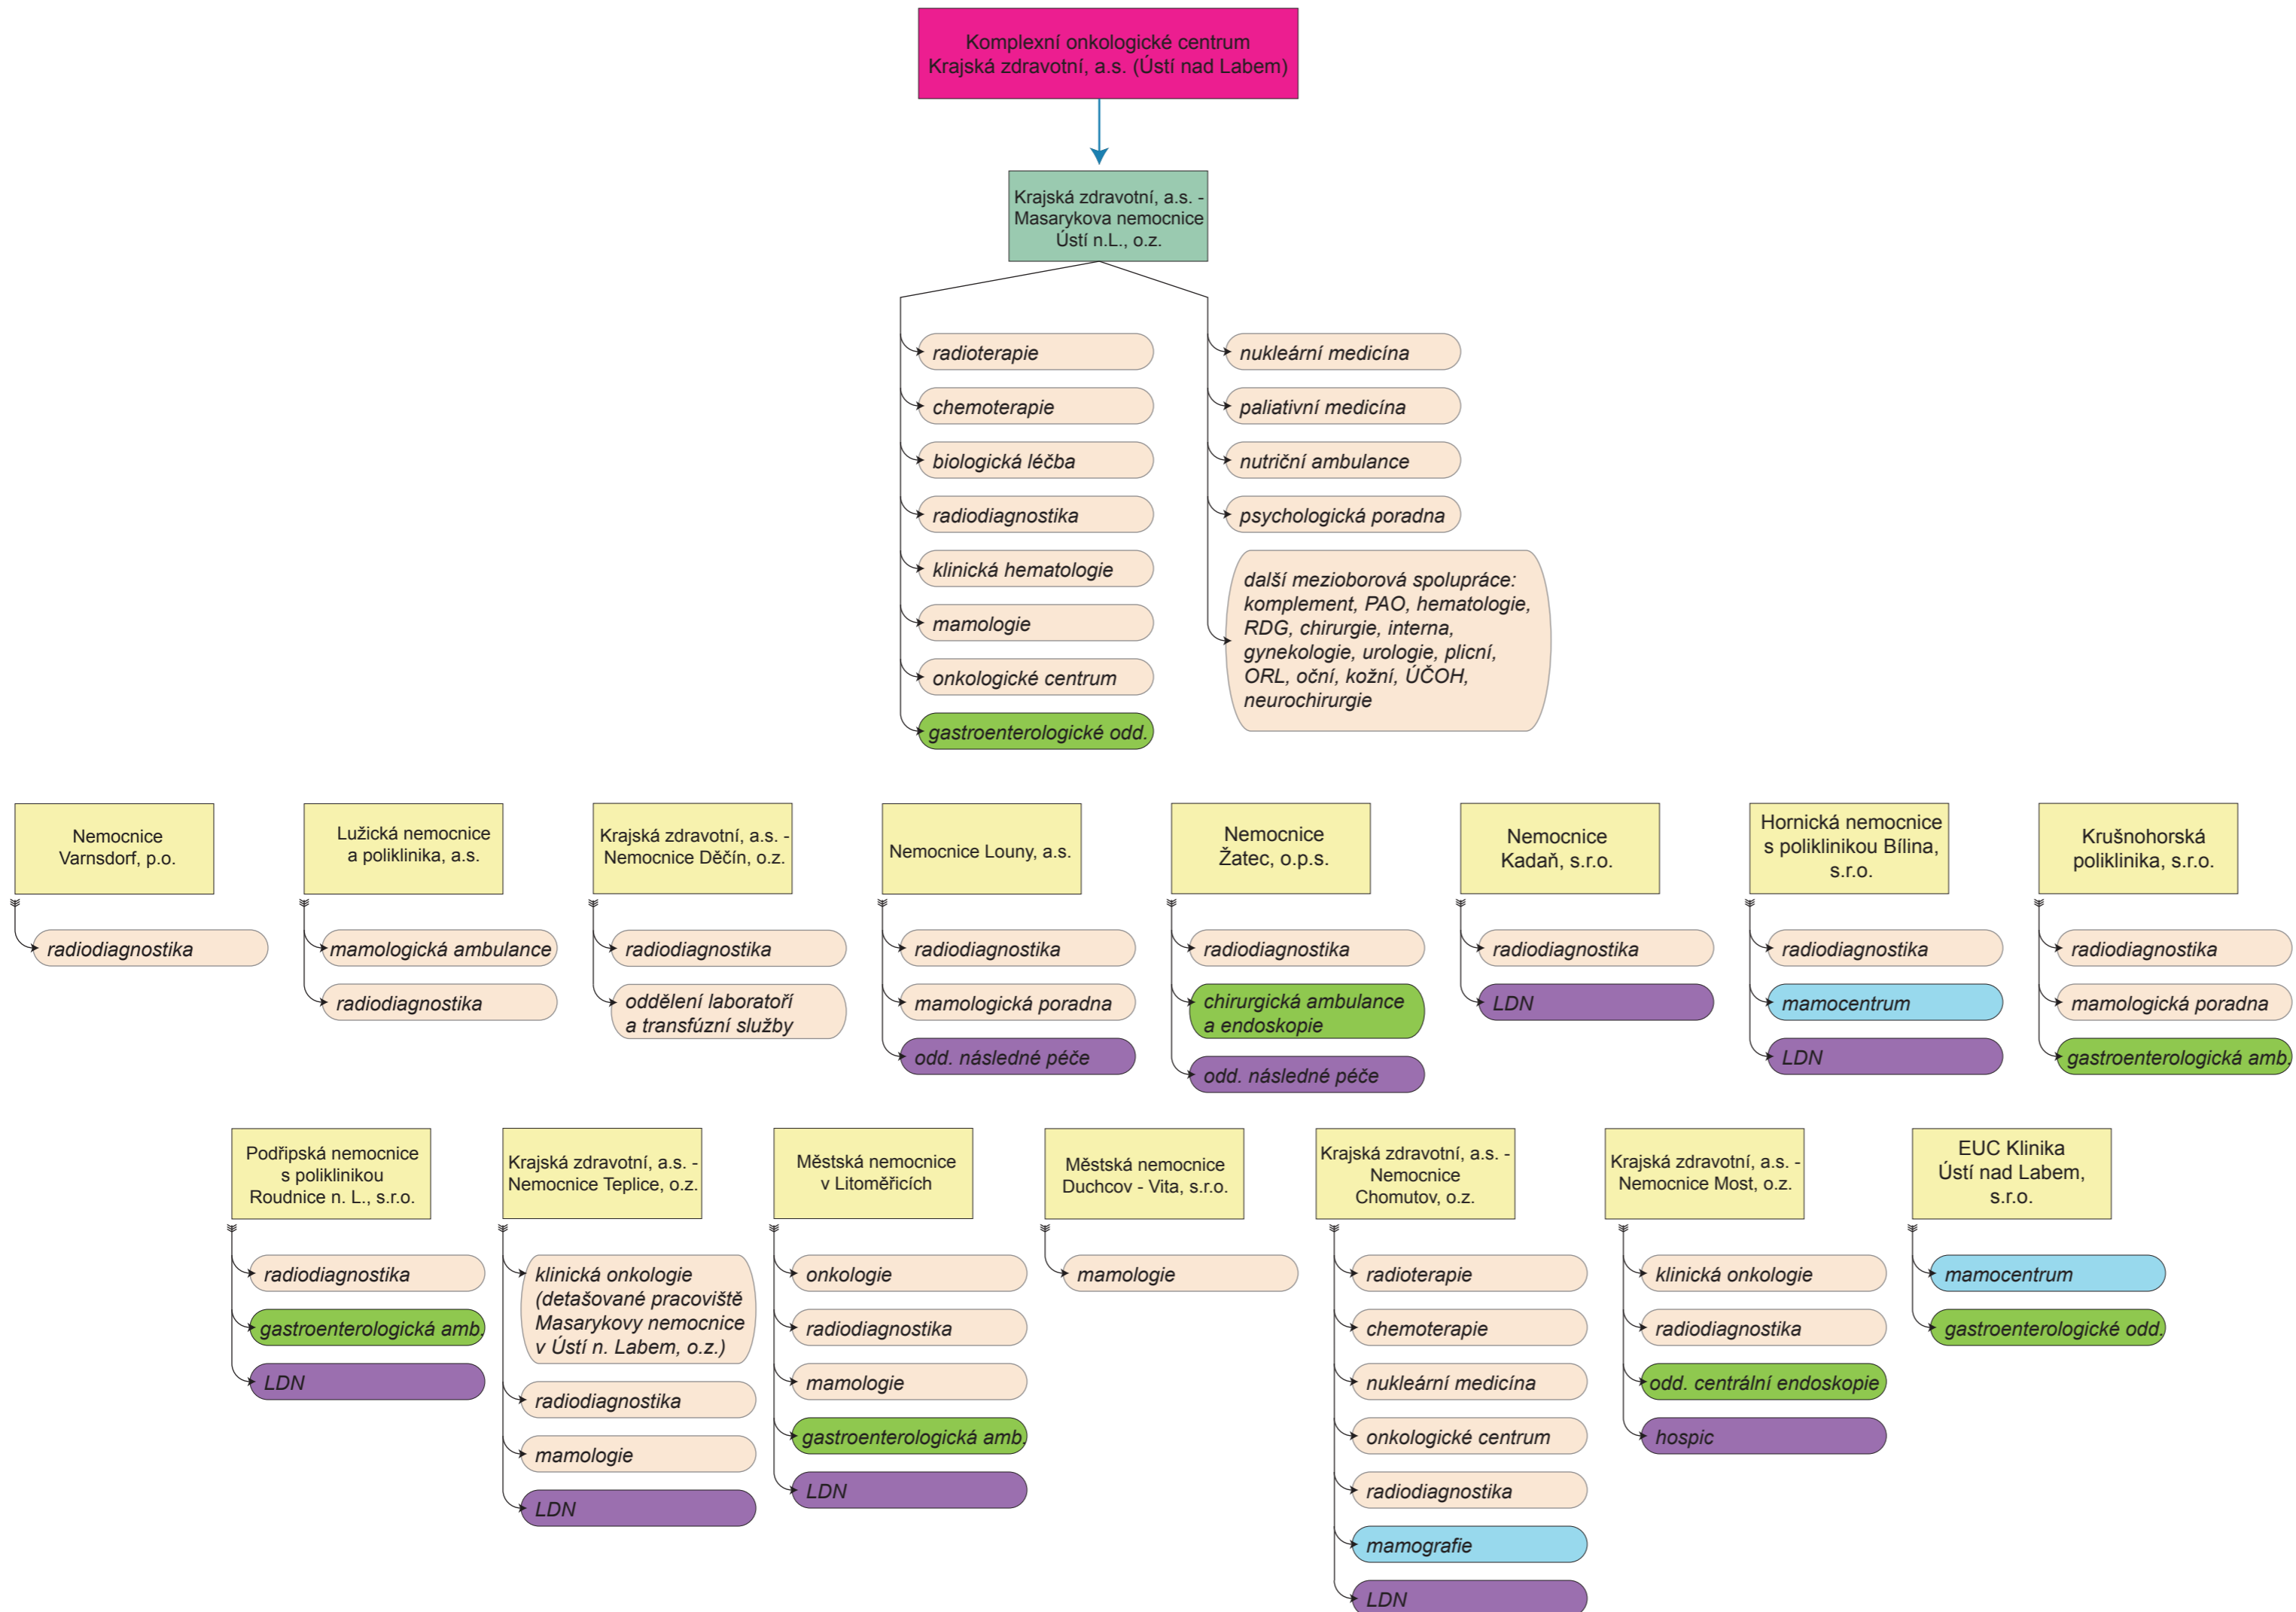 Komplexní onkologické centrum
Krajská zdravotní, a.s. (Ústí nad Labem)
Krajská zdravotní, a.s. -
Masarykova nemocnice
Ústí n.L., o.z.
radioterapie
chemoterapie
biologická léčba
radiodiagnostika
klinická hematologie
mamologie
onkologické centrum
gastroenterologické odd.
nukleární medicína
paliativní medicína
nutriční ambulance
psychologická poradna
další mezioborová spolupráce:
komplement, PAO, hematologie,
RDG, chirurgie, interna,
gynekologie, urologie, plicní,
ORL, oční, kožní, ÚČOH,
neurochirurgie
Nemocnice
Varnsdorf, p.o.
radiodiagnostika
Lužická nemocnice
a poliklinika, a.s.
mamologická ambulance
radiodiagnostika
Krajská zdravotní, a.s. -
Nemocnice Děčín, o.z.
radiodiagnostika
oddělení laboratoří
a transfúzní služby
Nemocnice Louny, a.s.
radiodiagnostika
mamologická poradna
odd. následné péče
Nemocnice
Žatec, o.p.s.
radiodiagnostika
chirurgická ambulance
a endoskopie
odd. následné péče
Nemocnice
Kadaň, s.r.o.
radiodiagnostika
LDN
Hornická nemocnice
s poliklinikou Bílina,
s.r.o.
radiodiagnostika
mamocentrum
LDN
Krušnohorská
poliklinika, s.r.o.
radiodiagnostika
mamologická poradna
gastroenterologická amb.
Podřipská nemocnice
s poliklinikou
Roudnice n. L., s.r.o.
radiodiagnostika
gastroenterologická amb.
LDN
Krajská zdravotní, a.s. -
Nemocnice Teplice, o.z.
klinická onkologie
(detašované pracoviště
Masarykovy nemocnice
v Ústí n. Labem, o.z.)
radiodiagnostika
mamologie
LDN
Městská nemocnice
v Litoměřicích
onkologie
radiodiagnostika
mamologie
gastroenterologická amb.
LDN
Městská nemocnice
Duchcov - Vita, s.r.o.
mamologie
Krajská zdravotní, a.s. -
Nemocnice
Chomutov, o.z.
radioterapie
chemoterapie
nukleární medicína
onkologické centrum
radiodiagnostika
mamografie
LDN
Krajská zdravotní, a.s. -
Nemocnice Most, o.z.
klinická onkologie
radiodiagnostika
odd. centrální endoskopie
hospic
EUC Klinika
Ústí nad Labem,
s.r.o.
mamocentrum
gastroenterologické odd.